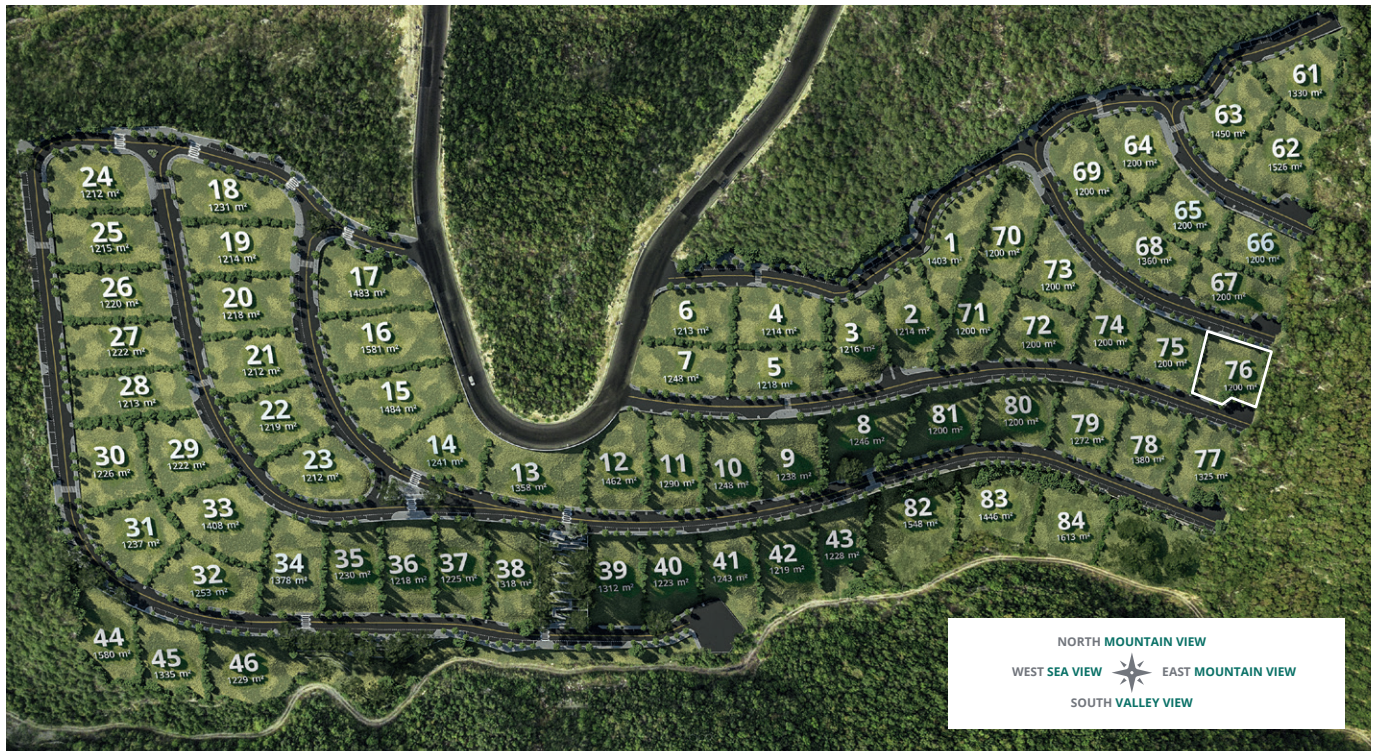 61
1330 m²
63
1450 m²
64
1200 m²
62
1526 m²
69
1200 m²
24
1212 m²
18
1231 m²
65
1200 m²
25
1215 m²
19
1214 m²
1
1403 m²
70
1200 m²
68
1360 m²
66
1200 m²
17
1483 m²
73
1200 m²
67
1200 m²
26
1220 m²
20
1218 m²
6
1213 m²
4
1214 m²
2
1214 m²
71
1200 m²
27
1222 m²
16
1581 m²
3
1216 m²
72
1200 m²
74
1200 m²
21
1212 m²
7
1248 m²
5
1218 m²
75
1200 m²
76
1200 m²
28
1213 m²
15
1484 m²
22
1219 m²
80
1200 m²
81
1200 m²
8
1246 m²
79
1272 m²
14
1241 m²
78
1380 m²
30
1226 m²
29
1222 m²
23
1212 m²
13
1358 m²
12
1462 m²
11
1290 m²
10
1248 m²
9
1238 m²
77
1325 m²
33
1408 m²
82
1548 m²
83
1446 m²
84
1613 m²
31
1237 m²
43
1228 m²
32
1253 m²
34
1378 m²
35
1230 m²
36
1218 m²
37
1225 m²
38
318 m²
39
1312 m²
40
1223 m²
41
1243 m²
42
1219 m²
44
1580 m²
45
1335 m²
46
1229 m²
NORTH MOUNTAIN VIEW
WEST SEA VIEW EAST MOUNTAIN VIEW
SOUTH VALLEY VIEW